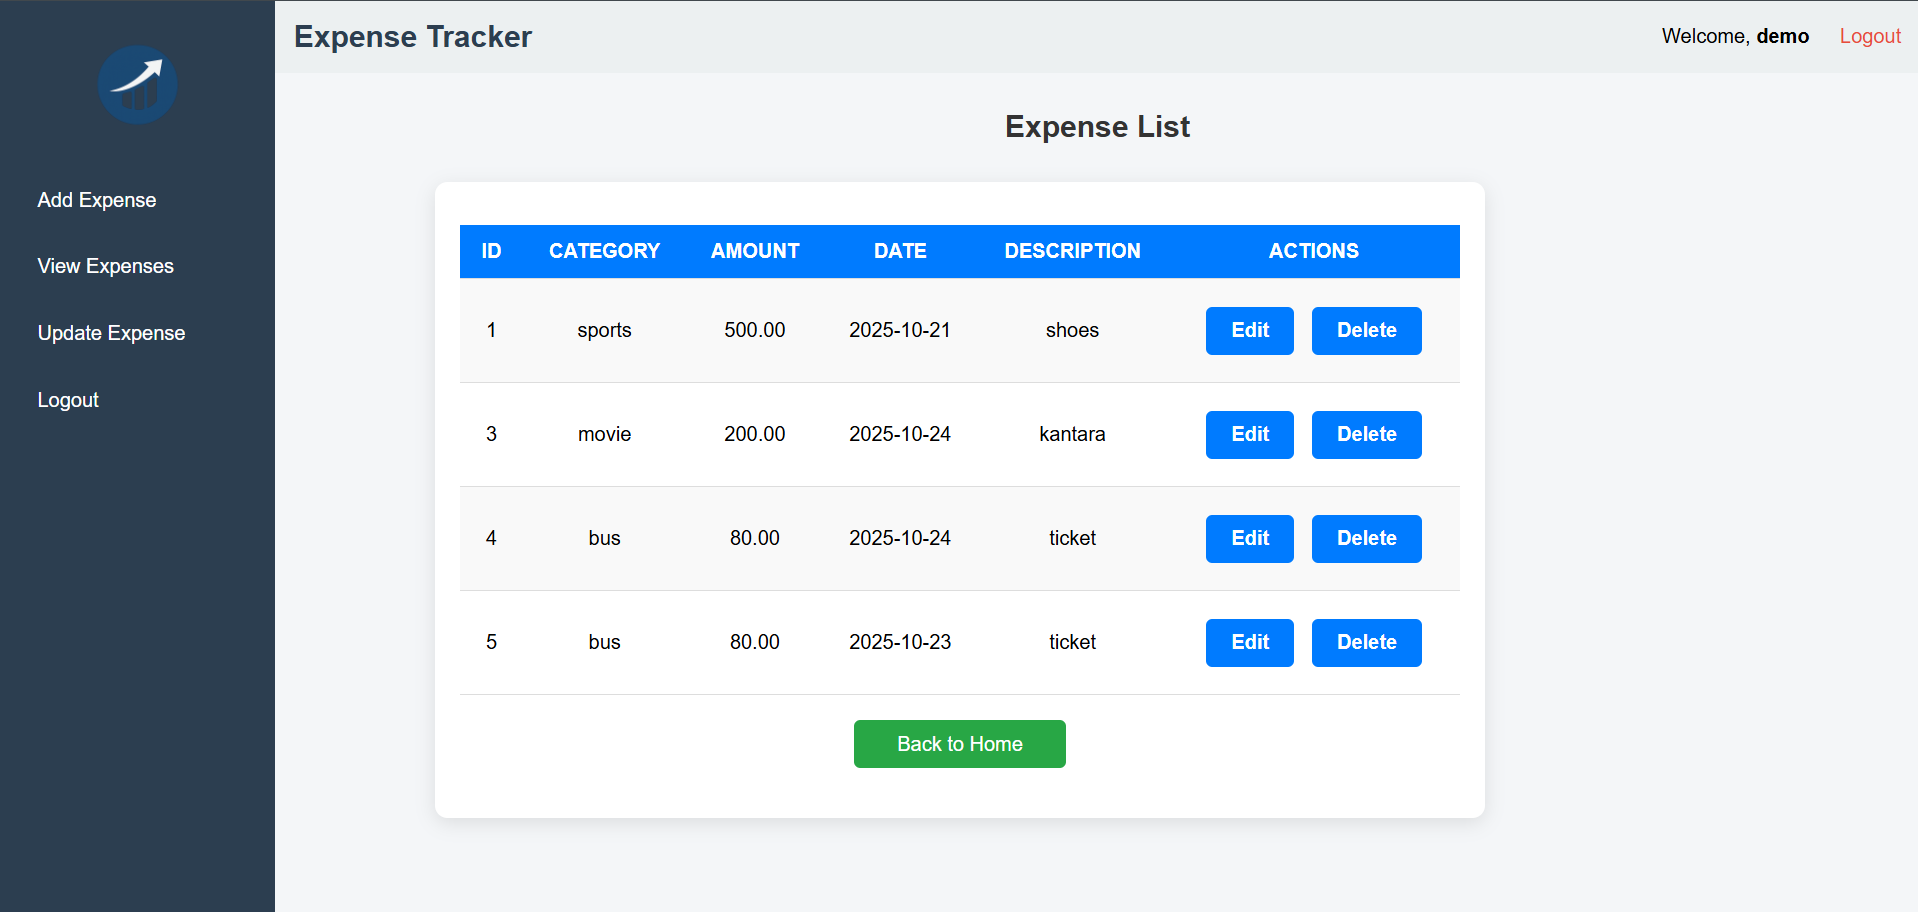 Expense Tracker
Welcome, demo Logout
Add Expense
View Expenses
Update Expense
Logout
Expense List
ID CATEGORY AMOUNT DATE DESCRIPTION ACTIONS
1 sports 500.00 2025-10-21 shoes Edit Delete
3 movie 200.00 2025-10-24 kantara Edit Delete
4 bus 80.00 2025-10-24 ticket Edit Delete
5 bus 80.00 2025-10-23 ticket Edit Delete
Back to Home